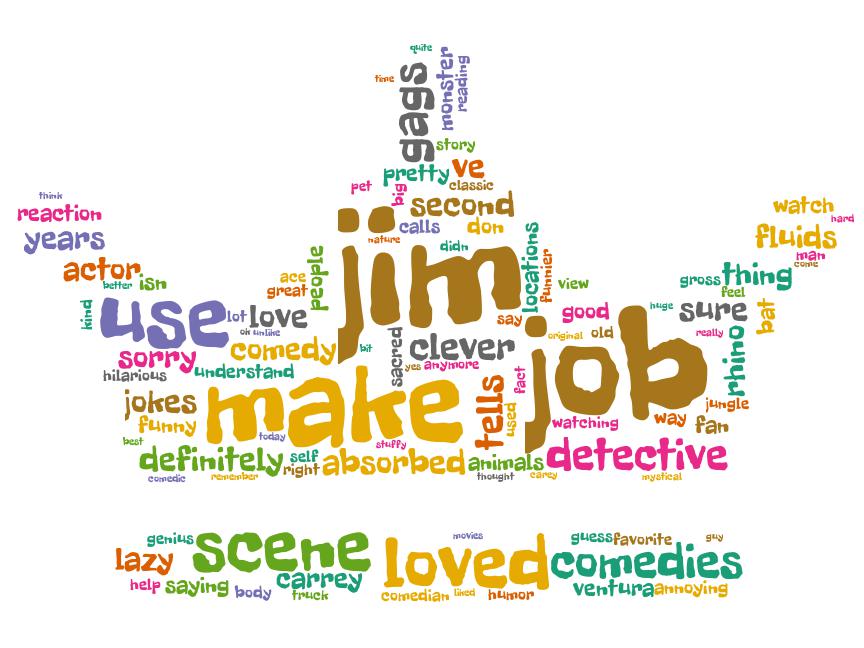 quite
time
gags
monster
reading
story
pretty
ve
pet
big
classic
second
think
reaction
years
watch
hard
fluids
man
come
calls
don
nature
didn
jim
locations
funnier
actor
better
isn
ace
great
people
view
gross
thing
feel
kind
use
lot
love
ok
unlike
say
good
huge
sure
bat
original
old
really
sorry
comedy
bit
sacred
clever
yes
anymore
job
rhino
hilarious
understand
fact
jokes
make
tells
used
jungle
funny
today
stuffy
watching
way
fan
best
definitely
self
right
absorbed
animals
detective
comedic
remember
thought
carey
mystical
genius
scene
movies
guess
favorite
guy
lazy
loved
comedies
help
saying
body
carrey
truck
comedian
liked
humor
ventura
annoying